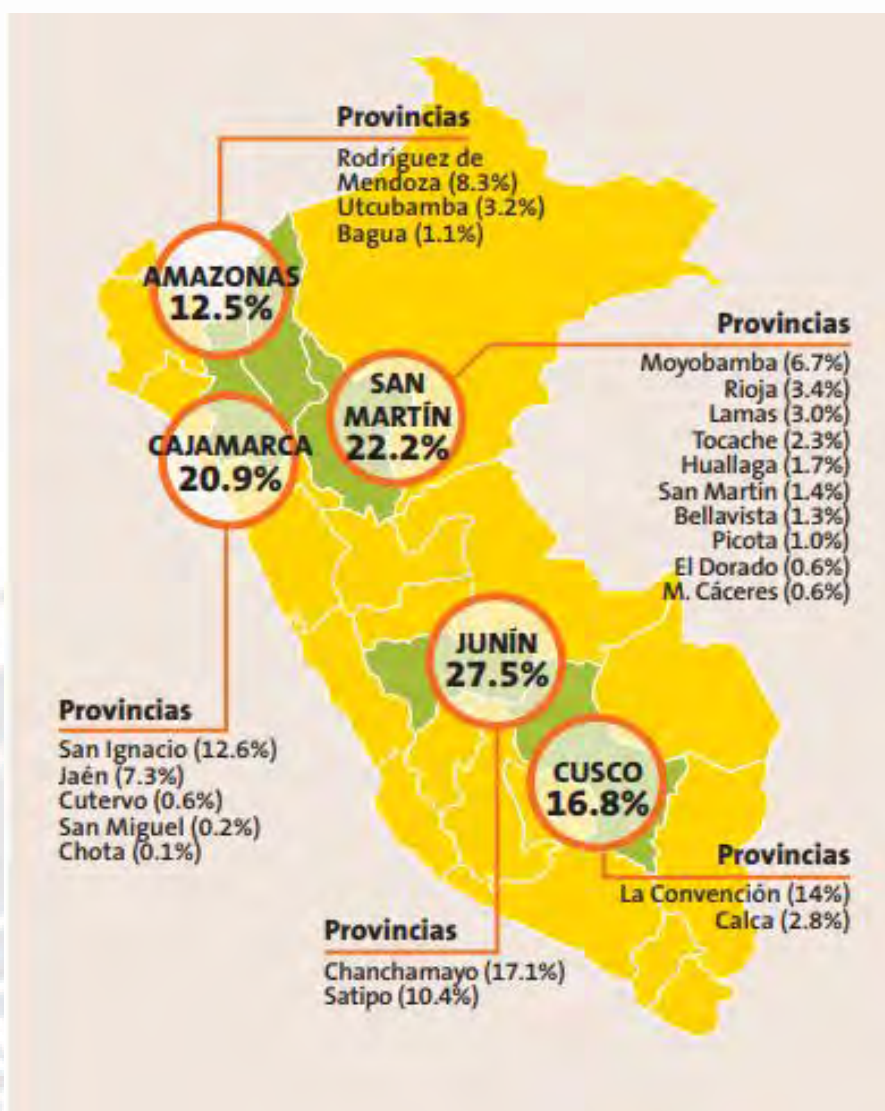 Provincias
Rodríguez de
Mendoza (8.3%)
Utcubamba (3.2%)
Bagua (1.1%)
AMAZONAS
12.5%
Provincias
Moyobamba (6.7%)
Rioja (3.4%)
Lamas (3.0%)
Tocache (2.3%)
Huallaga (1.7%)
San Martin (1.4%)
Bellavista (1.3%)
Picota (1.0%)
El Dorado (0.6%)
M. Cáceres (0.6%)
SAN
MARTÍN
22.2%
CAJAMARCA
20.9%
JUNÍN
27.5%
Provincias
San Ignacio (12.6%)
Jaén (7.3%)
Cutervo (0.6%)
San Miguel (0.2%)
Chota (0.1%)
CUSCO
16.8%
Provincias
La Convención (14%)
Calca (2.8%)
Provincias
Chanchamayo (17.1%)
Satipo (10.4%)